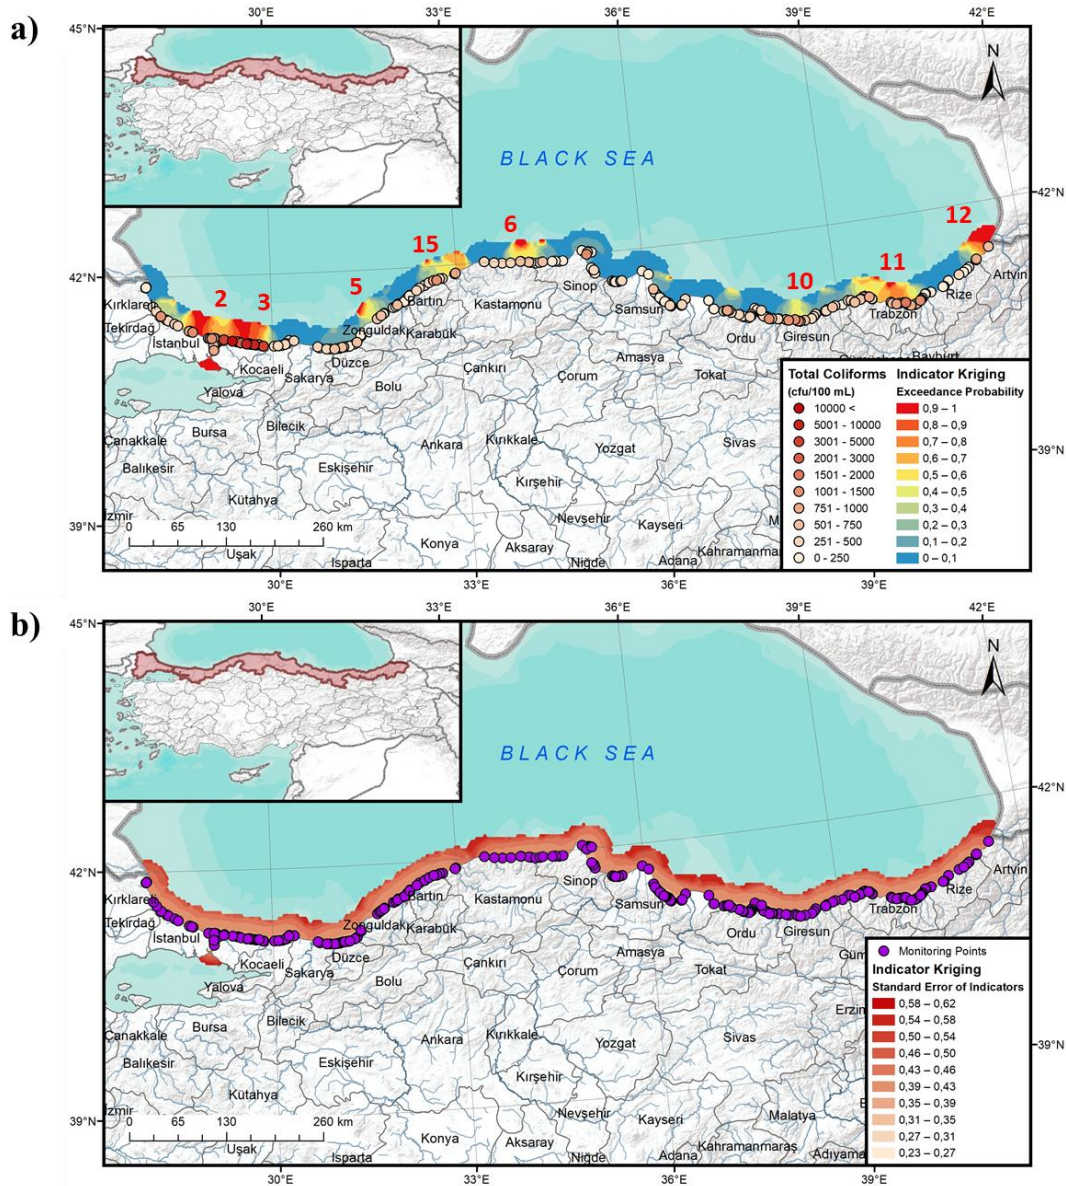 a)
30°E 33°E 36°E 39°E 42°E
45°N
N
BLACK SEA
42°N
12
6
15
42°N
5
11
10
2
3
Artvin
Sinop
Rize
Bartın
Kastamonu
Samsun
Trabzon
Kırklareli
Zonguldak
Karabük
Ordu
Giresun
Tekirdağ
İstanbul
Düzce
Amasya
Bayburt
Kocaeli
Sakarya
Çankırı
Çorum
Tokat
Yalova
Bolu
Bursa
Bilecik
Çanakkale
Ankara
Kırıkkale
Yozgat
Sivas
39°N
Balıkesir
Eskişehir
Kırşehir
Kütahya
İzmir
Nevşehir
Kayseri
39°N
0 65 130 260 km
Uşak
Konya
Aksaray
Kahramanmar
Isparta
Niğde
Adana
Total Coliforms
(cfu/100 mL)
10000 <
5001 - 10000
3001 - 5000
2001 - 3000
1501 - 2000
1001 - 1500
751 - 1000
501 - 750
251 - 500
0 - 250
Indicator Kriging
Exceedance Probability
0,9 – 1
0,8 – 0,9
0,7 – 0,8
0,6 – 0,7
0,5 – 0,6
0,4 – 0,5
0,3 – 0,4
0,2 – 0,3
0,1 – 0,2
0 – 0,1
30°E 33°E 36°E 39°E
b)
30°E 33°E 36°E 39°E 42°E
45°N
N
BLACK SEA
42°N
42°N
Artvin
Sinop
Rize
Bartın
Kastamonu
Samsun
Trabzon
Kırklareli
Zonguldak
Karabük
Ordu
Giresun
Tekirdağ
İstanbul
Düzce
Amasya
Güm
Kocaeli
Sakarya
Çankırı
Çorum
Tokat
Yalova
Bolu
Erzin
Bursa
Bilecik
Çanakkale
Ankara
Kırıkkale
Yozgat
Sivas
39°N
Balıkesir
Eskişehir
Kırşehir
Kütahya
İzmir
Nevşehir
Kayseri
Malatya
39°N
0 65 130 260 km
Uşak
Konya
Aksaray
Kahramanmaraş
Isparta
Niğde
Adana
Adıyama
Monitoring Points
Indicator Kriging
Standard Error of Indicators
0,58 – 0,62
0,54 – 0,58
0,50 – 0,54
0,46 – 0,50
0,43 – 0,46
0,39 – 0,43
0,35 – 0,39
0,31 – 0,35
0,27 – 0,31
0,23 – 0,27
30°E 33°E 36°E 39°E